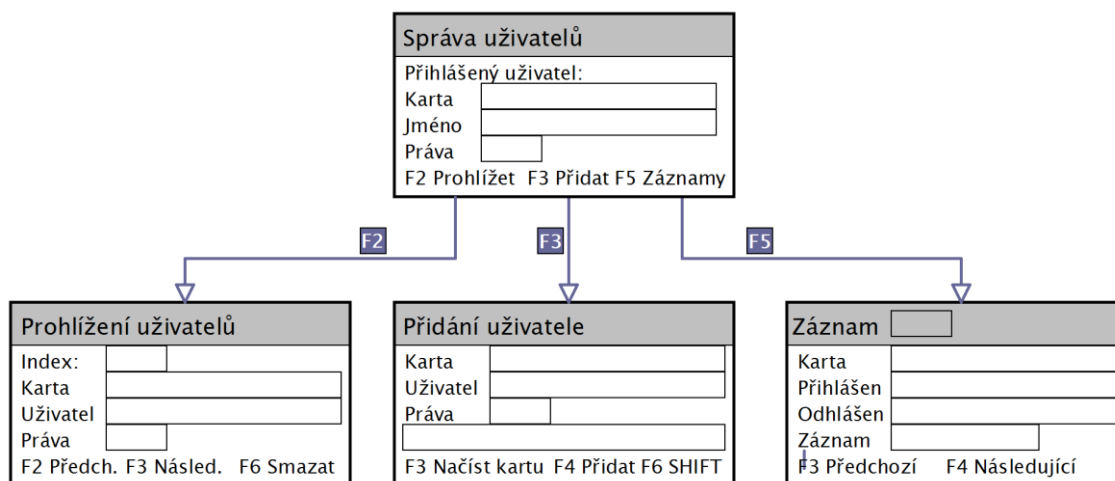 Správa uživatelů
Přihlášený uživatel:
Karta
Jméno
Práva
F2 Prohlížet F3 Přidat F5 Záznamy
F2
F3
F5
Prohlížení uživatelů
Index:
Karta
Uživatel
Práva
F2 Předch. F3 Násled. F6 Smazat
Přidání uživatele
Karta
Uživatel
Práva
F3 Načíst kartu F4 Přidat F6 SHIFT
Záznam
Karta
Přihlášen
Odhlášen
Záznam
F3 Předchozí F4 Následující